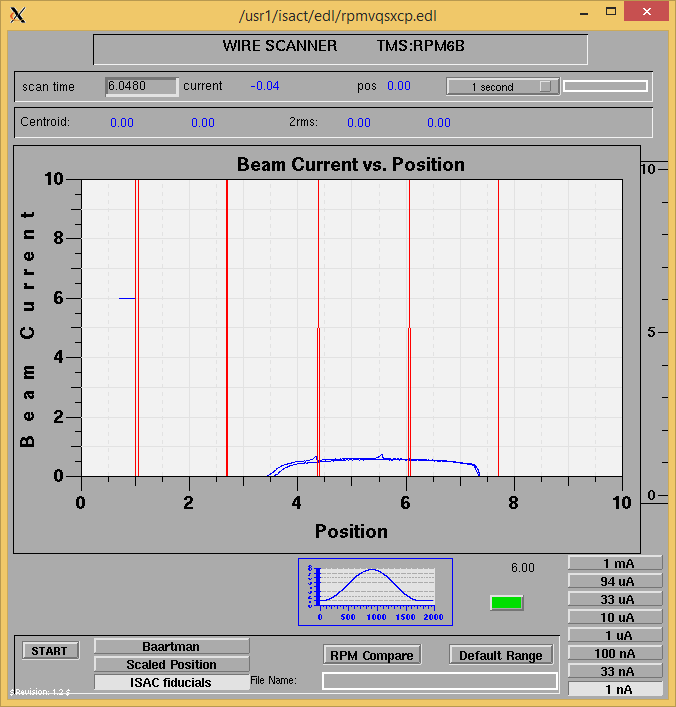 /usr1/isact/edl/rpmvqsxcp.edl
WIRE SCANNER TMS:RPM6B
scan time 6.0480 current -0.04 pos 0.00 1 second
Centroid: 0.00 0.00 2rms: 0.00 0.00
Beam Current vs. Position
10
8
6
4
2
0
Beam Current
0 2 4 6 8 10
Position
10
5
0
6.00
8
0 500 1000 1500 2000
1 mA
94 uA
33 uA
10 uA
1 uA
100 nA
33 nA
1 nA
START
Baartman
Scaled Position
ISAC fiducials
RPM Compare
Default Range
File Name:
$Revision: 1.2 $